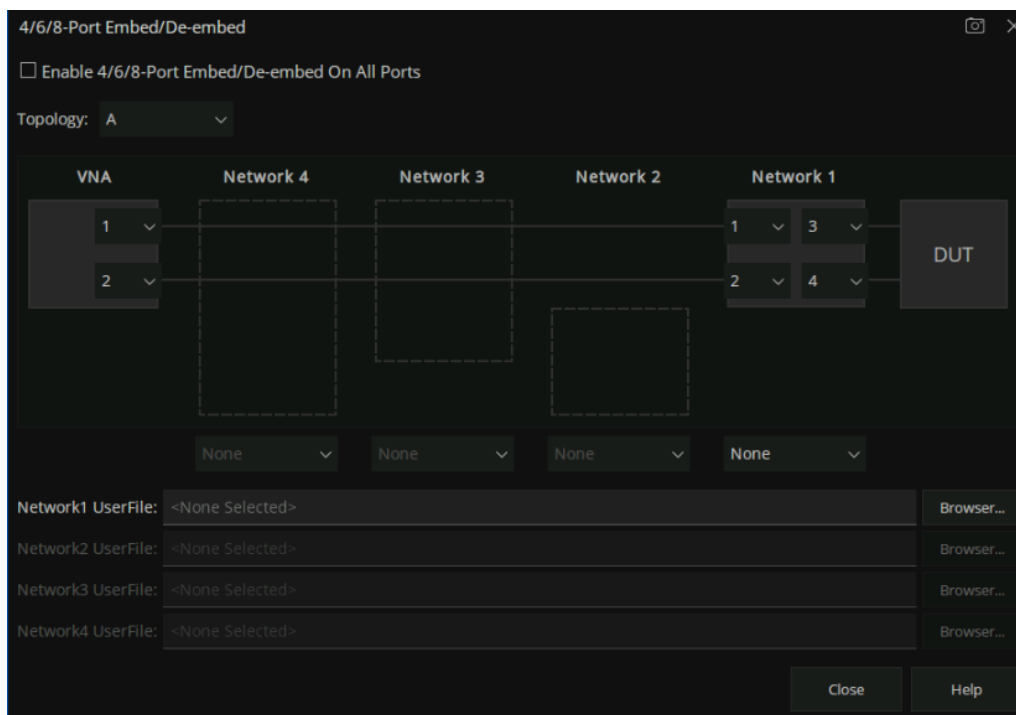 4/6/8-Port Embed/De-embed
Enable 4/6/8-Port Embed/De-embed On All Ports
Topology: A
VNA Network 4 Network 3 Network 2 Network 1
1 1 3
DUT
2 2 4
None None None None
Network1 UserFile: <None Selected> Browser...
Network2 UserFile: <None Selected> Browser...
Network3 UserFile: <None Selected> Browser...
Network4 UserFile: <None Selected> Browser...
Close Help